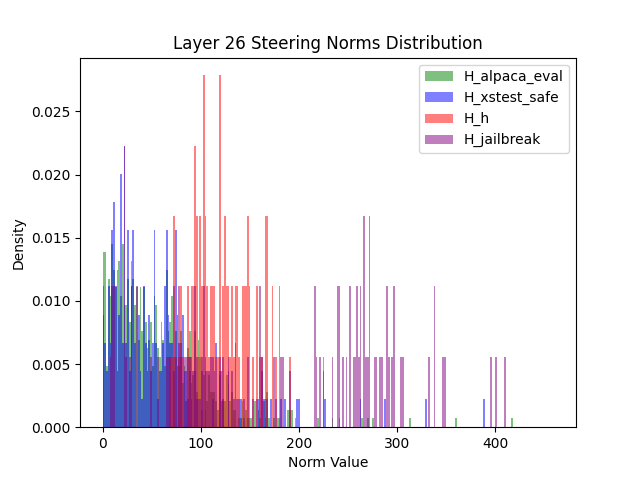 Layer 26 Steering Norms Distribution
H_alpaca_eval
H_xstest_safe
H_h
H_jailbreak
0.025
0.020
0.015
0.010
0.005
0.000
Density
0
100
200
300
400
Norm Value